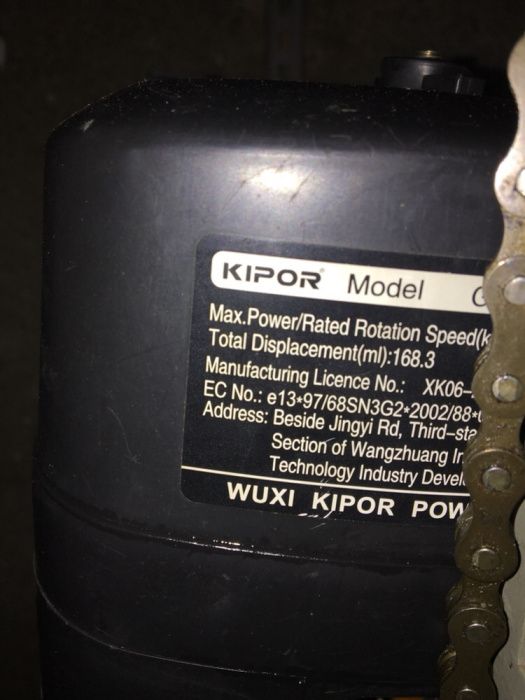 KIPOR Model
Max.Power/Rated Rotation Speed(k
Total Displacement(ml):168.3
Manufacturing Licence No.: XK06-
EC No.: e13*97/68SN3G2*2002/88*
Address: Beside Jingyi Rd, Third-sta
Section of Wangzhuang In
Technology Industry Devel
WUXI KIPOR POW